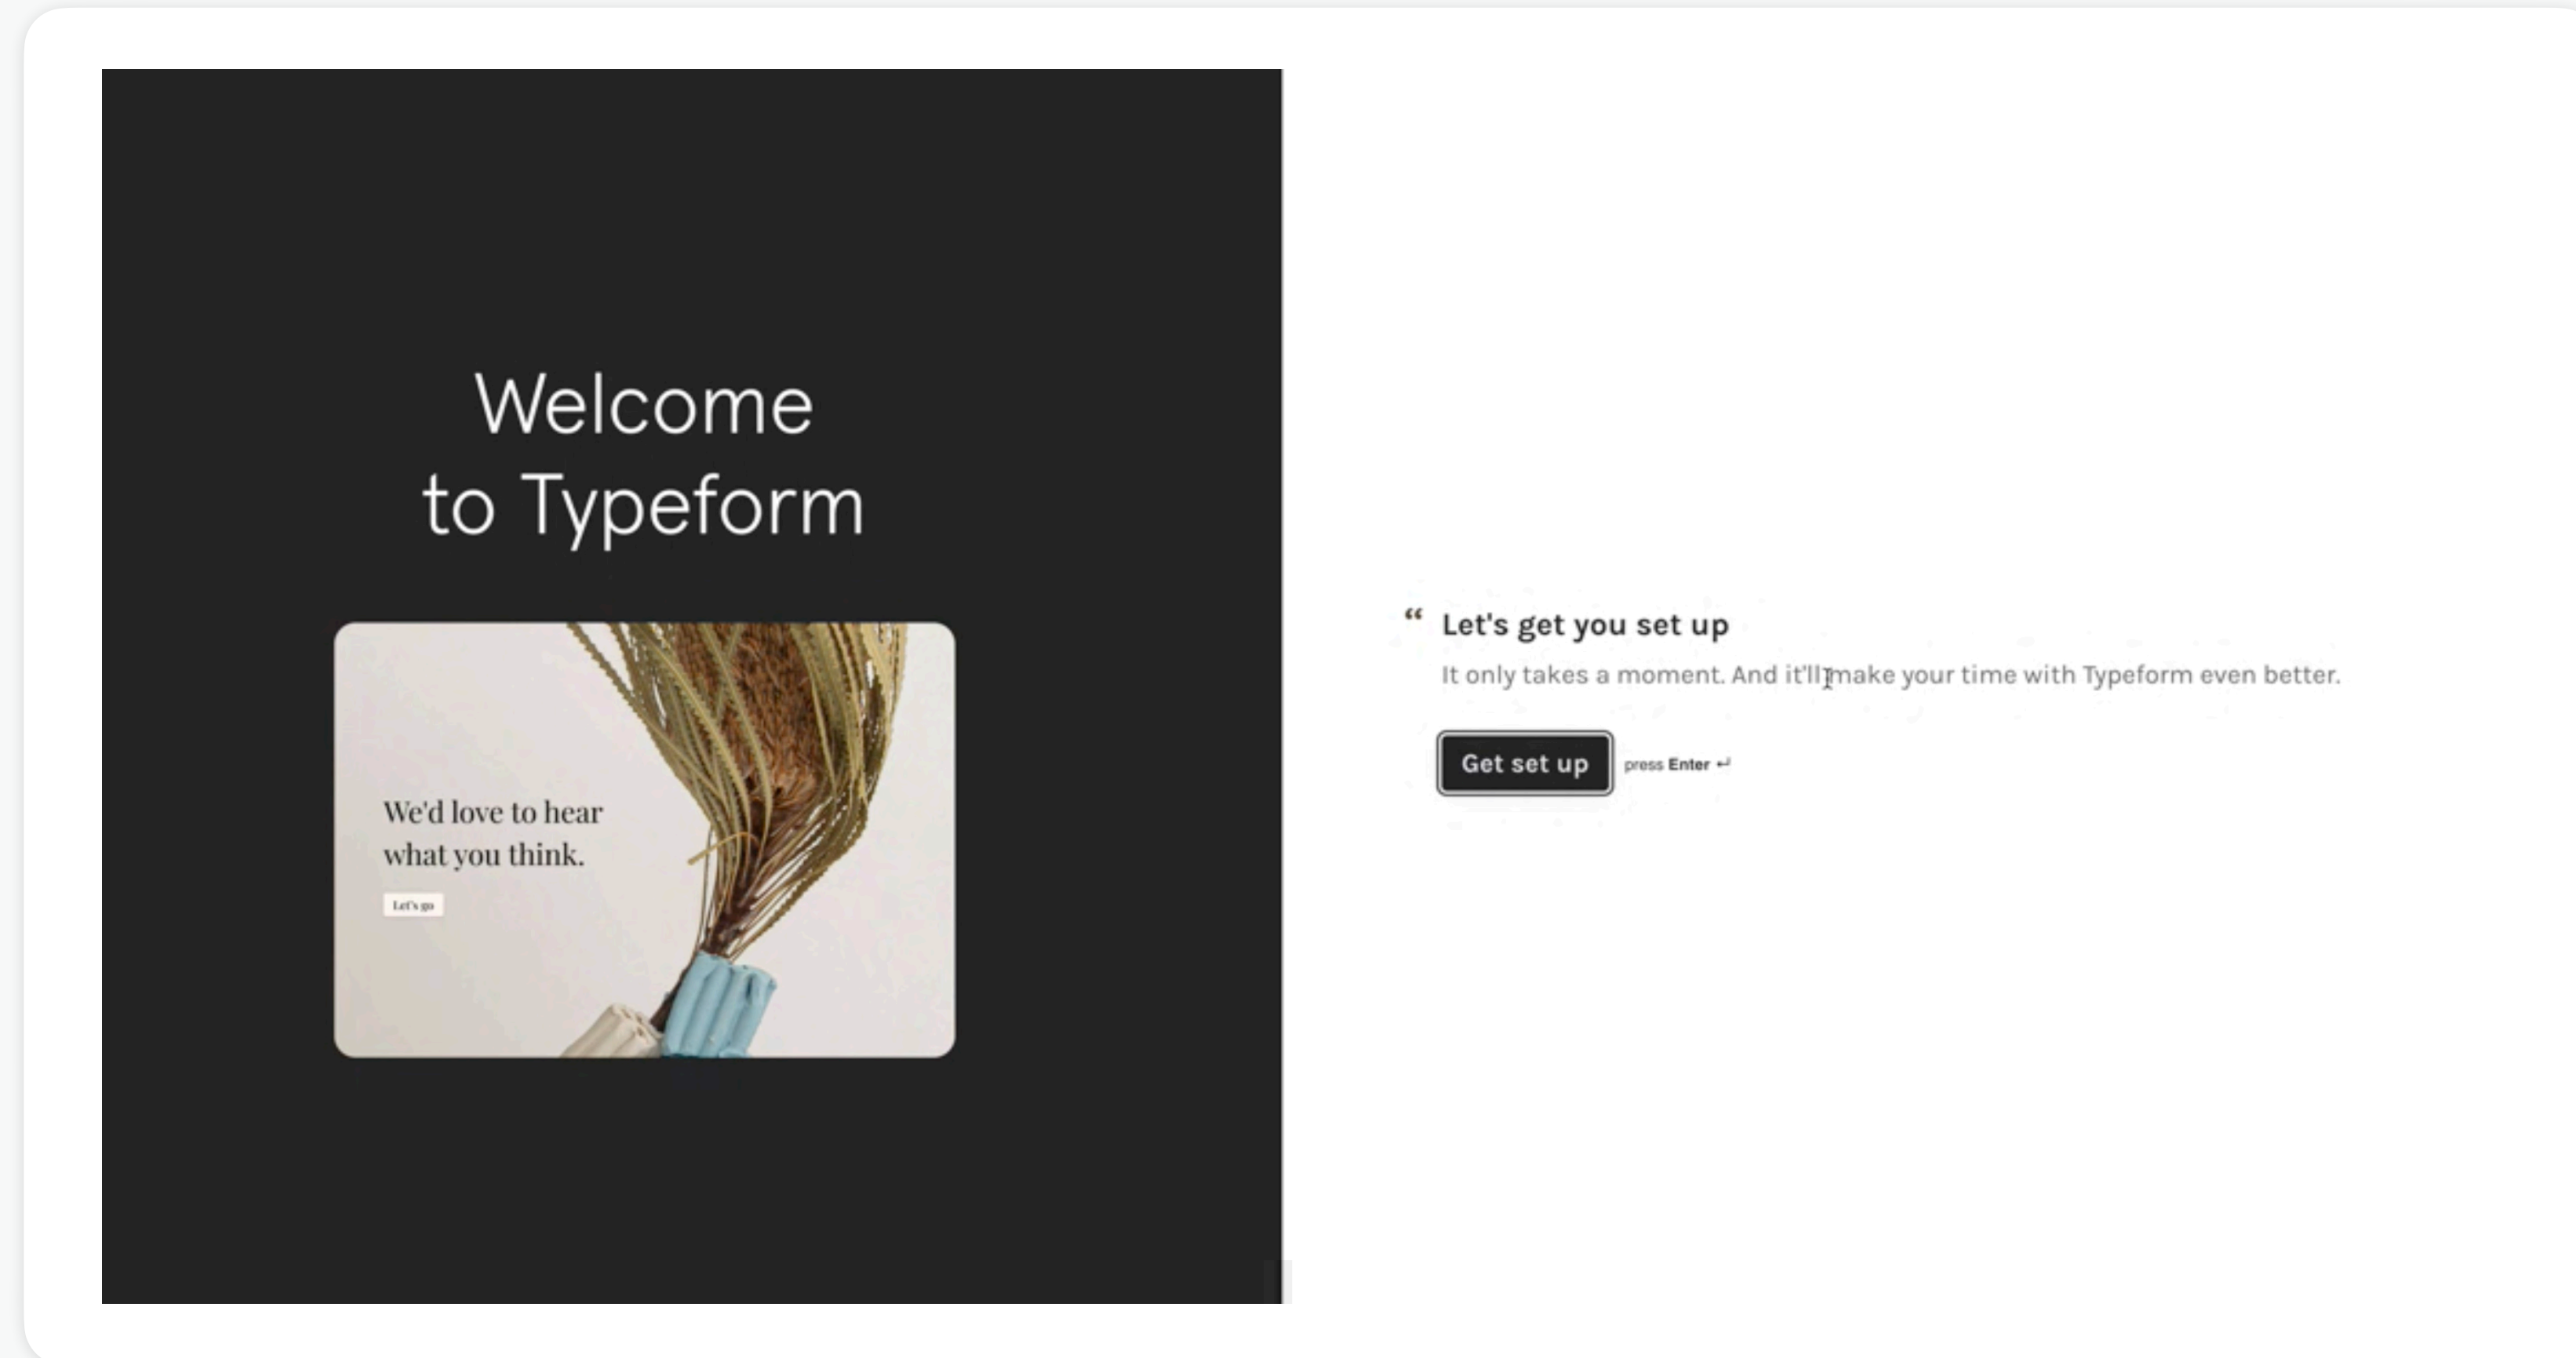 Welcome
to Typeform
We'd love to hear
what you think.
Let's go
“ Let's get you set up
It only takes a moment. And it'll make your time with Typeform even better.
Get set up press Enter ↵